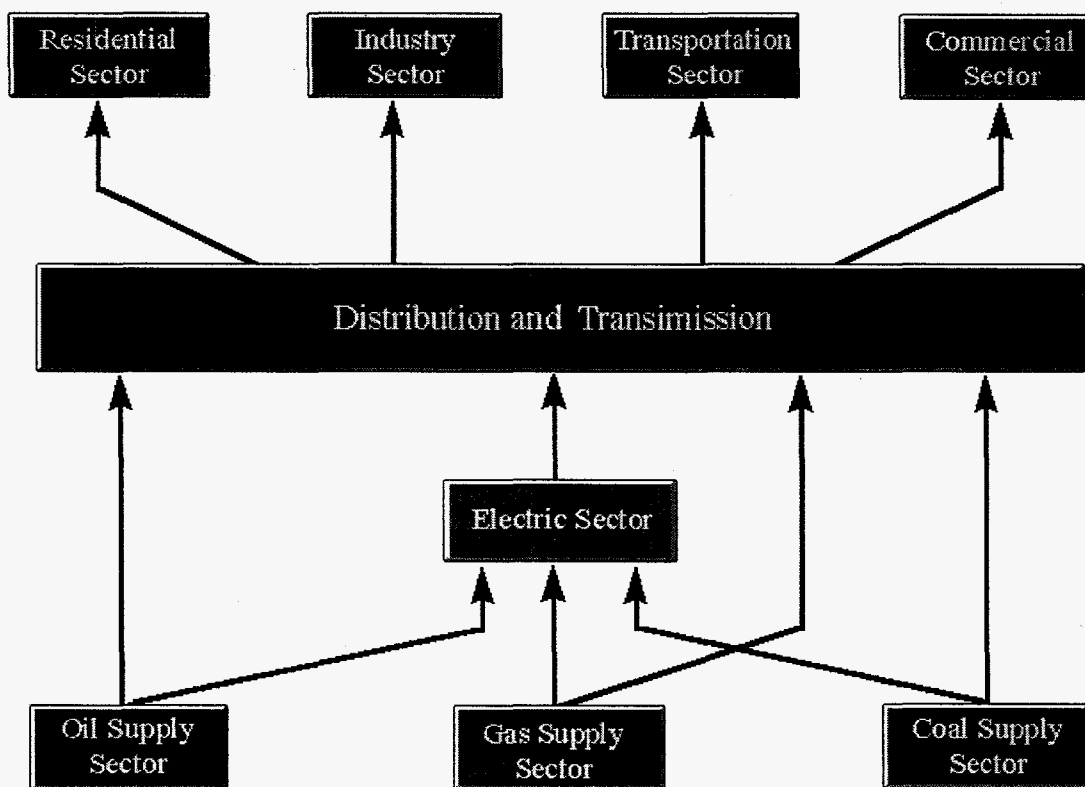 Residential
Sector
Industry
Sector
Transportation
Sector
Commercial
Sector
Distribution and Transimission
Electric Sector
Oil Supply
Sector
Gas Supply
Sector
Coal Supply
Sector